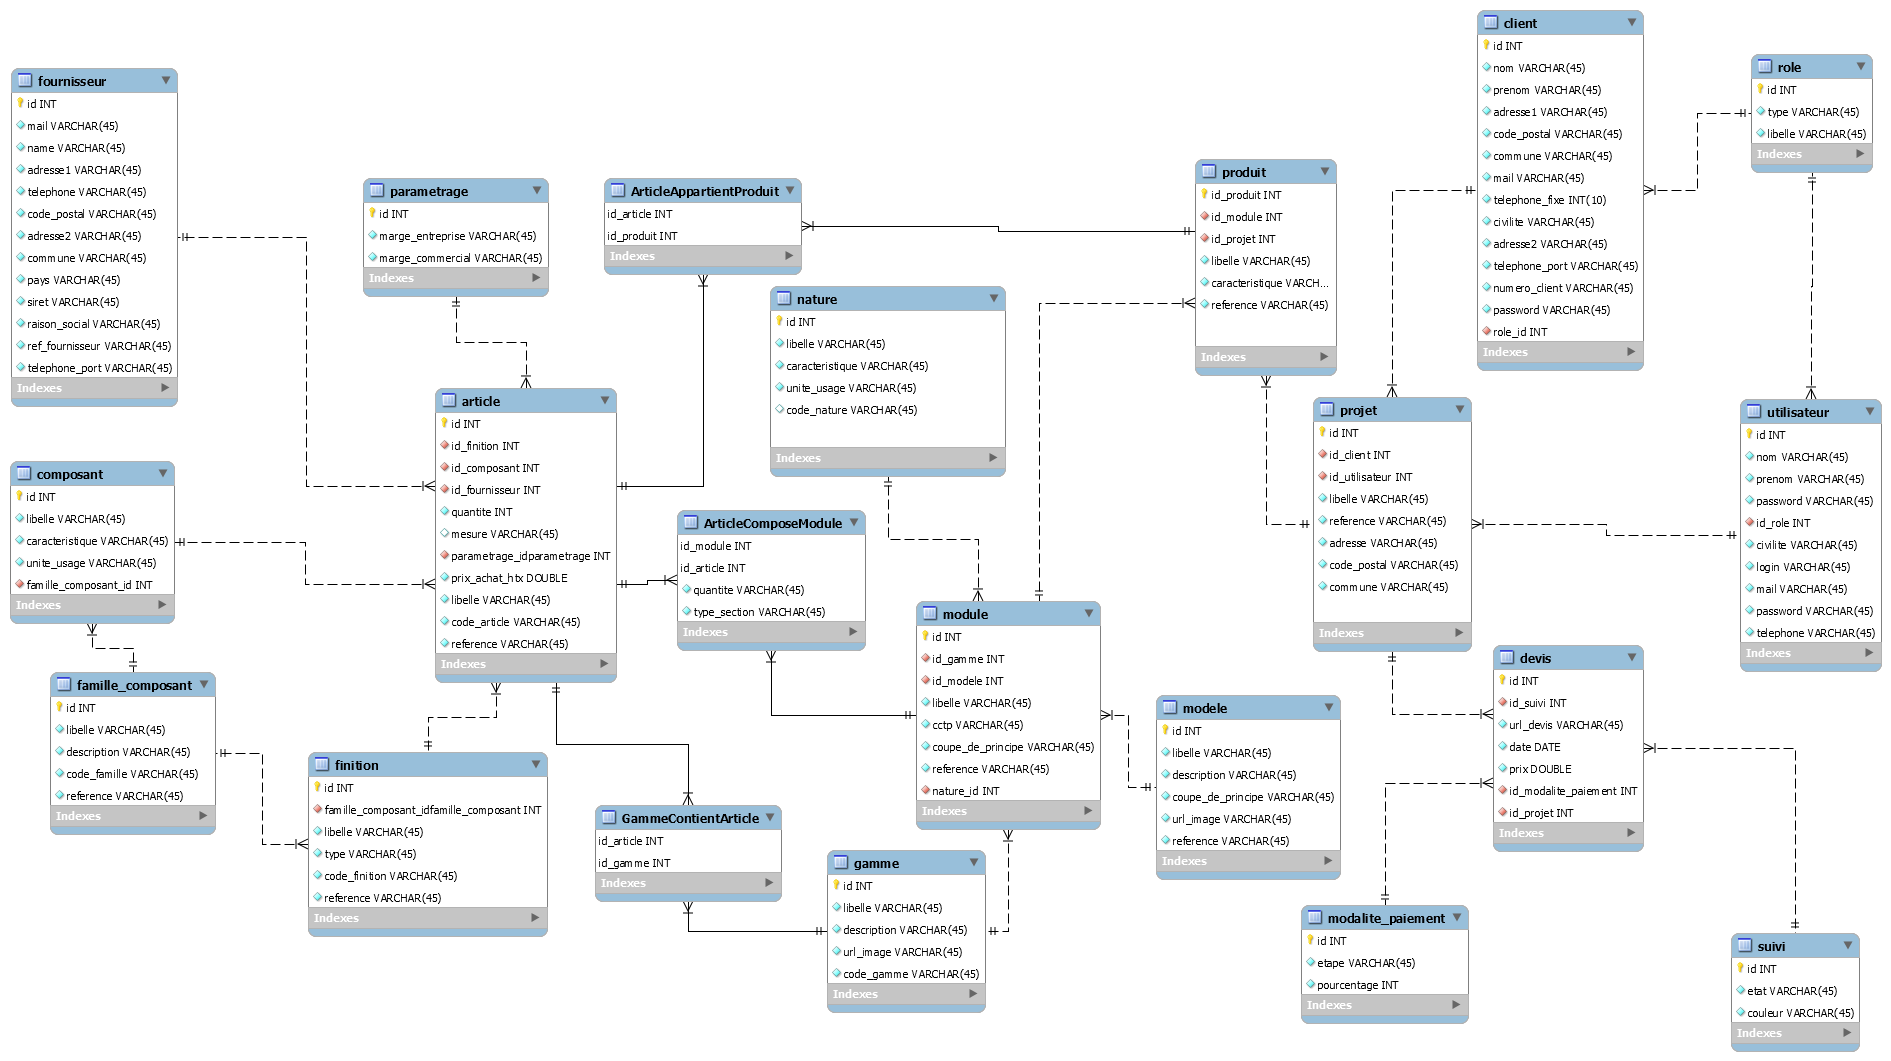 fournisseur
id INT
mail VARCHAR(45)
name VARCHAR(45)
adresse1 VARCHAR(45)
telephone VARCHAR(45)
code_postal VARCHAR(45)
adresse2 VARCHAR(45)
commune VARCHAR(45)
pays VARCHAR(45)
siret VARCHAR(45)
raison_social VARCHAR(45)
ref_fournisseur VARCHAR(45)
telephone_port VARCHAR(45)
Indexes
composant
id INT
libelle VARCHAR(45)
caracteristique VARCHAR(45)
unite_usage VARCHAR(45)
famille_composant_id INT
Indexes
famille_composant
id INT
libelle VARCHAR(45)
description VARCHAR(45)
code_famille VARCHAR(45)
reference VARCHAR(45)
Indexes
parametrage
id INT
marge_entreprise VARCHAR(45)
marge_commercial VARCHAR(45)
Indexes
article
id INT
id_finition INT
id_composant INT
id_fournisseur INT
quantite INT
mesure VARCHAR(45)
parametrage_idparametrage INT
prix_achat_htx DOUBLE
libelle VARCHAR(45)
code_article VARCHAR(45)
reference VARCHAR(45)
Indexes
finition
id INT
famille_composant_idfamille_composant INT
libelle VARCHAR(45)
type VARCHAR(45)
code_finition VARCHAR(45)
reference VARCHAR(45)
Indexes
ArticleAppartientProduit
id_article INT
id_produit INT
Indexes
nature
id INT
libelle VARCHAR(45)
caracteristique VARCHAR(45)
unite_usage VARCHAR(45)
code_nature VARCHAR(45)
Indexes
ArticleComposeModule
id_module INT
id_article INT
quantite VARCHAR(45)
type_section VARCHAR(45)
Indexes
GammeContientArticle
id_article INT
id_gamme INT
Indexes
gamme
id INT
libelle VARCHAR(45)
description VARCHAR(45)
url_image VARCHAR(45)
code_gamme VARCHAR(45)
Indexes
module
id INT
id_gamme INT
id_modele INT
libelle VARCHAR(45)
cctp VARCHAR(45)
coupe_de_principe VARCHAR(45)
reference VARCHAR(45)
nature_id INT
Indexes
produit
id_produit INT
id_module INT
id_projet INT
libelle VARCHAR(45)
caracteristique VARCH...
reference VARCHAR(45)
Indexes
modele
id INT
libelle VARCHAR(45)
description VARCHAR(45)
coupe_de_principe VARCHAR(45)
url_image VARCHAR(45)
reference VARCHAR(45)
Indexes
client
id INT
nom VARCHAR(45)
prenom VARCHAR(45)
adresse1 VARCHAR(45)
code_postal VARCHAR(45)
commune VARCHAR(45)
mail VARCHAR(45)
telephone_fixe INT(10)
civilite VARCHAR(45)
adresse2 VARCHAR(45)
telephone_port VARCHAR(45)
numero_client VARCHAR(45)
password VARCHAR(45)
role_id INT
Indexes
projet
id INT
id_client INT
id_utilisateur INT
libelle VARCHAR(45)
reference VARCHAR(45)
adresse VARCHAR(45)
code_postal VARCHAR(45)
commune VARCHAR(45)
Indexes
role
id INT
type VARCHAR(45)
libelle VARCHAR(45)
Indexes
utilisateur
id INT
nom VARCHAR(45)
prenom VARCHAR(45)
password VARCHAR(45)
id_role INT
civilite VARCHAR(45)
login VARCHAR(45)
mail VARCHAR(45)
password VARCHAR(45)
telephone VARCHAR(45)
Indexes
devis
id INT
id_suivi INT
url_devis VARCHAR(45)
date DATE
prix DOUBLE
id_modalite_paiement INT
id_projet INT
Indexes
modalite_paiement
id INT
etape VARCHAR(45)
pourcentage INT
Indexes
suivi
id INT
etat VARCHAR(45)
couleur VARCHAR(45)
Indexes